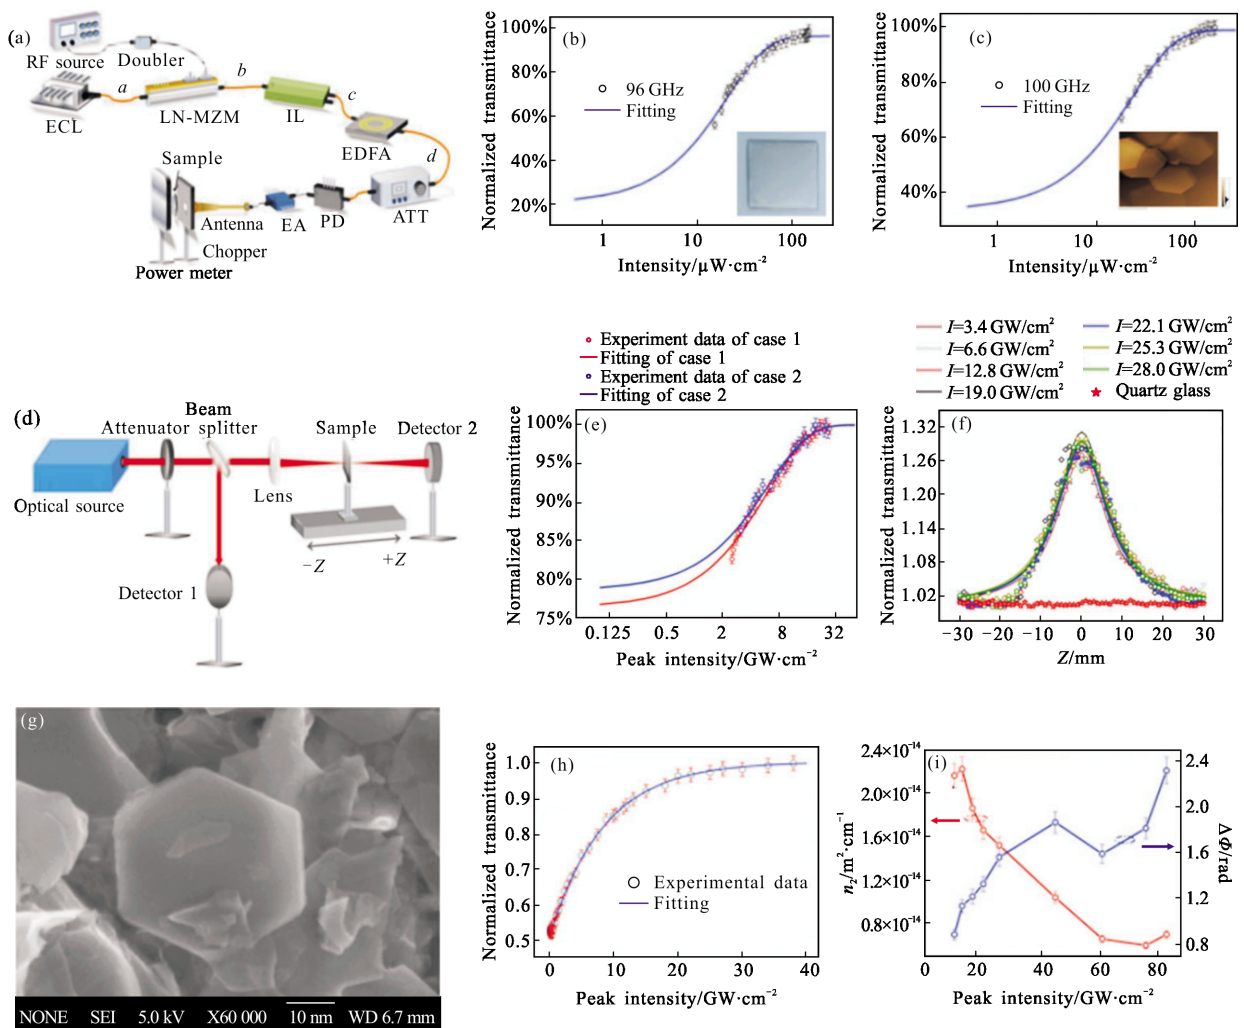 (a)
RF source
Doubler
a
b
c
d
ECL
LN-MZM
IL
EDFA
Sample
Antenna
EA
PD
ATT
Chopper
Power meter
(b)
Normalized transmittance
100%
80%
60%
40%
20%
96 GHz
Fitting
1
10
100
Intensity/μW·cm⁻²
(c)
Normalized transmittance
100%
80%
60%
40%
100 GHz
Fitting
1
10
100
Intensity/μW·cm⁻²
(d)
Beam
Attenuator splitter
Sample
Detector 2
Optical source
Lens
−Z
+Z
Detector 1
Experiment data of case 1
Fitting of case 1
Experiment data of case 2
Fitting of case 2
(e)
Normalized transmittance
100%
95%
90%
85%
80%
75%
0.125
0.5
2
8
32
Peak intensity/GW·cm⁻²
I=3.4 GW/cm²
I=6.6 GW/cm²
I=12.8 GW/cm²
I=19.0 GW/cm²
I=22.1 GW/cm²
I=25.3 GW/cm²
I=28.0 GW/cm²
Quartz glass
(f)
Normalized transmittance
1.32
1.26
1.20
1.14
1.08
1.02
−30
−20
−10
0
10
20
30
Z/mm
(g)
NONE SEI 5.0 kV X60 000 10 nm WD 6.7 mm
(h)
Normalized transmittance
1.0
0.9
0.8
0.7
0.6
0.5
Experimental data
Fitting
0
10
20
30
40
Peak intensity/GW·cm⁻²
(i)
n₂/m²·cm⁻¹
2.4×10⁻¹⁴
2.0×10⁻¹⁴
1.6×10⁻¹⁴
1.2×10⁻¹⁴
0.8×10⁻¹⁴
2.4
2.0
1.6
1.2
0.8
ΔΦ/rad
0
20
40
60
80
Peak intensity/GW·cm⁻²